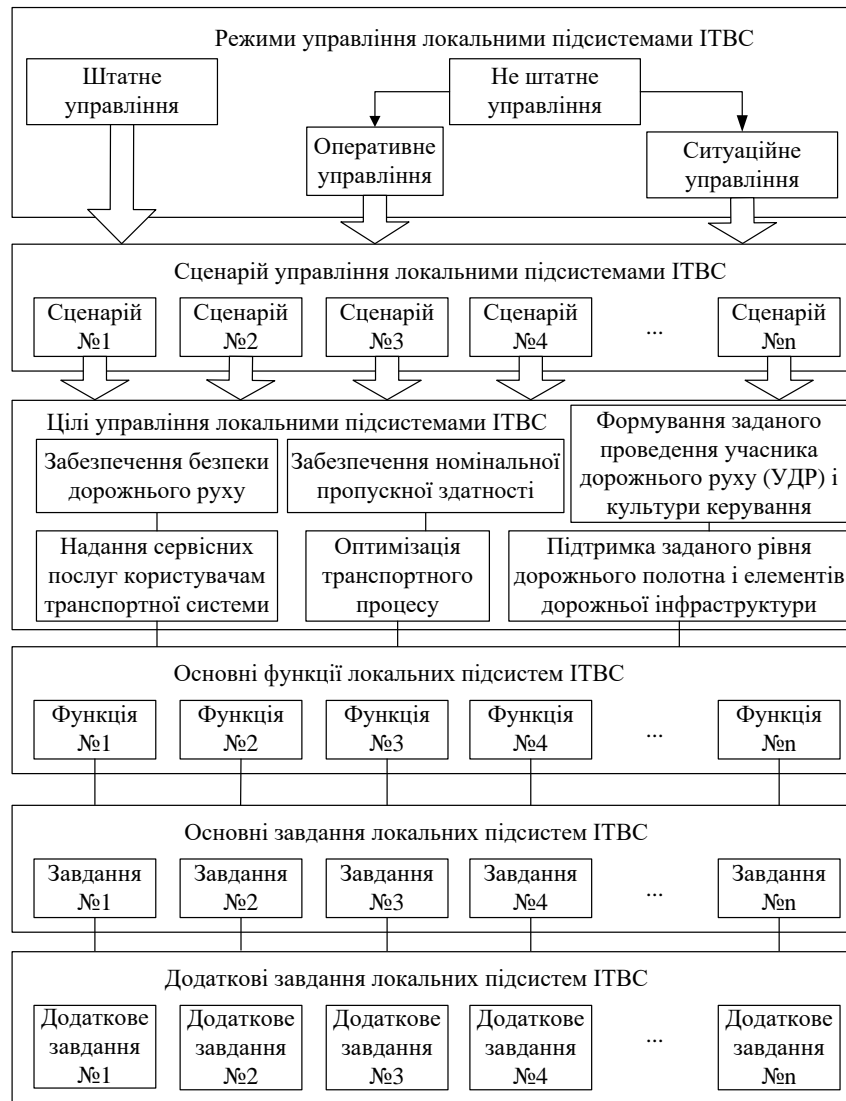 Режими управління локальними підсистемами ІТВС
Штатне
управління
Не штатне
управління
Оперативне
управління
Ситуаційне
управління
Сценарій управління локальними підсистемами ІТВС
Сценарій
№1
Сценарій
№2
Сценарій
№3
Сценарій
№4
...
Сценарій
№n
Цілі управління локальними підсистемами ІТВС
Забезпечення безпеки
дорожнього руху
Забезпечення номінальної
пропускної здатності
Формування заданого
проведення учасника
дорожнього руху (УДР) і
культури керування
Надання сервісних
послуг користувачам
транспортної системи
Оптимізація
транспортного
процесу
Підтримка заданого рівня
дорожнього полотна і елементів
дорожньої інфраструктури
Основні функції локальних підсистем ІТВС
Функція
№1
Функція
№2
Функція
№3
Функція
№4
...
Функція
№n
Основні завдання локальних підсистем ІТВС
Завдання
№1
Завдання
№2
Завдання
№3
Завдання
№4
...
Завдання
№n
Додаткові завдання локальних підсистем ІТВС
Додаткове
завдання
№1
Додаткове
завдання
№2
Додаткове
завдання
№3
Додаткове
завдання
№4
...
Додаткове
завдання
№n